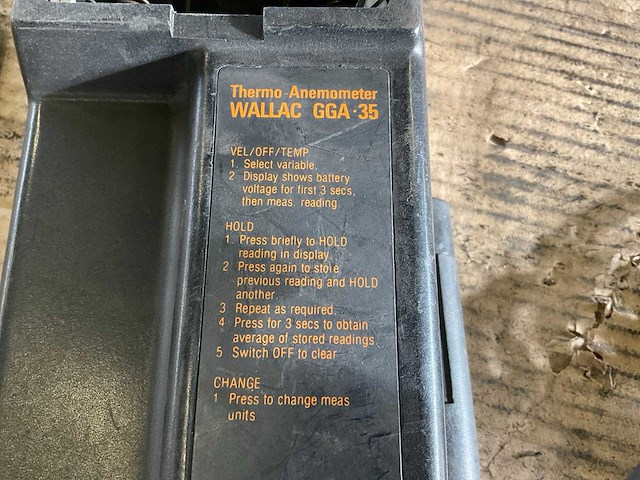 Thermo-Anemometer
WALLAC GGA·35
VEL/OFF/TEMP
1. Select variable.
2 Display shows battery
voltage for first 3 secs,
then meas. reading.
HOLD
1. Press briefly to HOLD
reading in display
2 Press again to store
previous reading and HOLD
another
3 Repeat as required.
4 Press for 3 secs to obtain
average of stored readings
5 Switch OFF to clear
CHANGE
1 Press to change meas
units